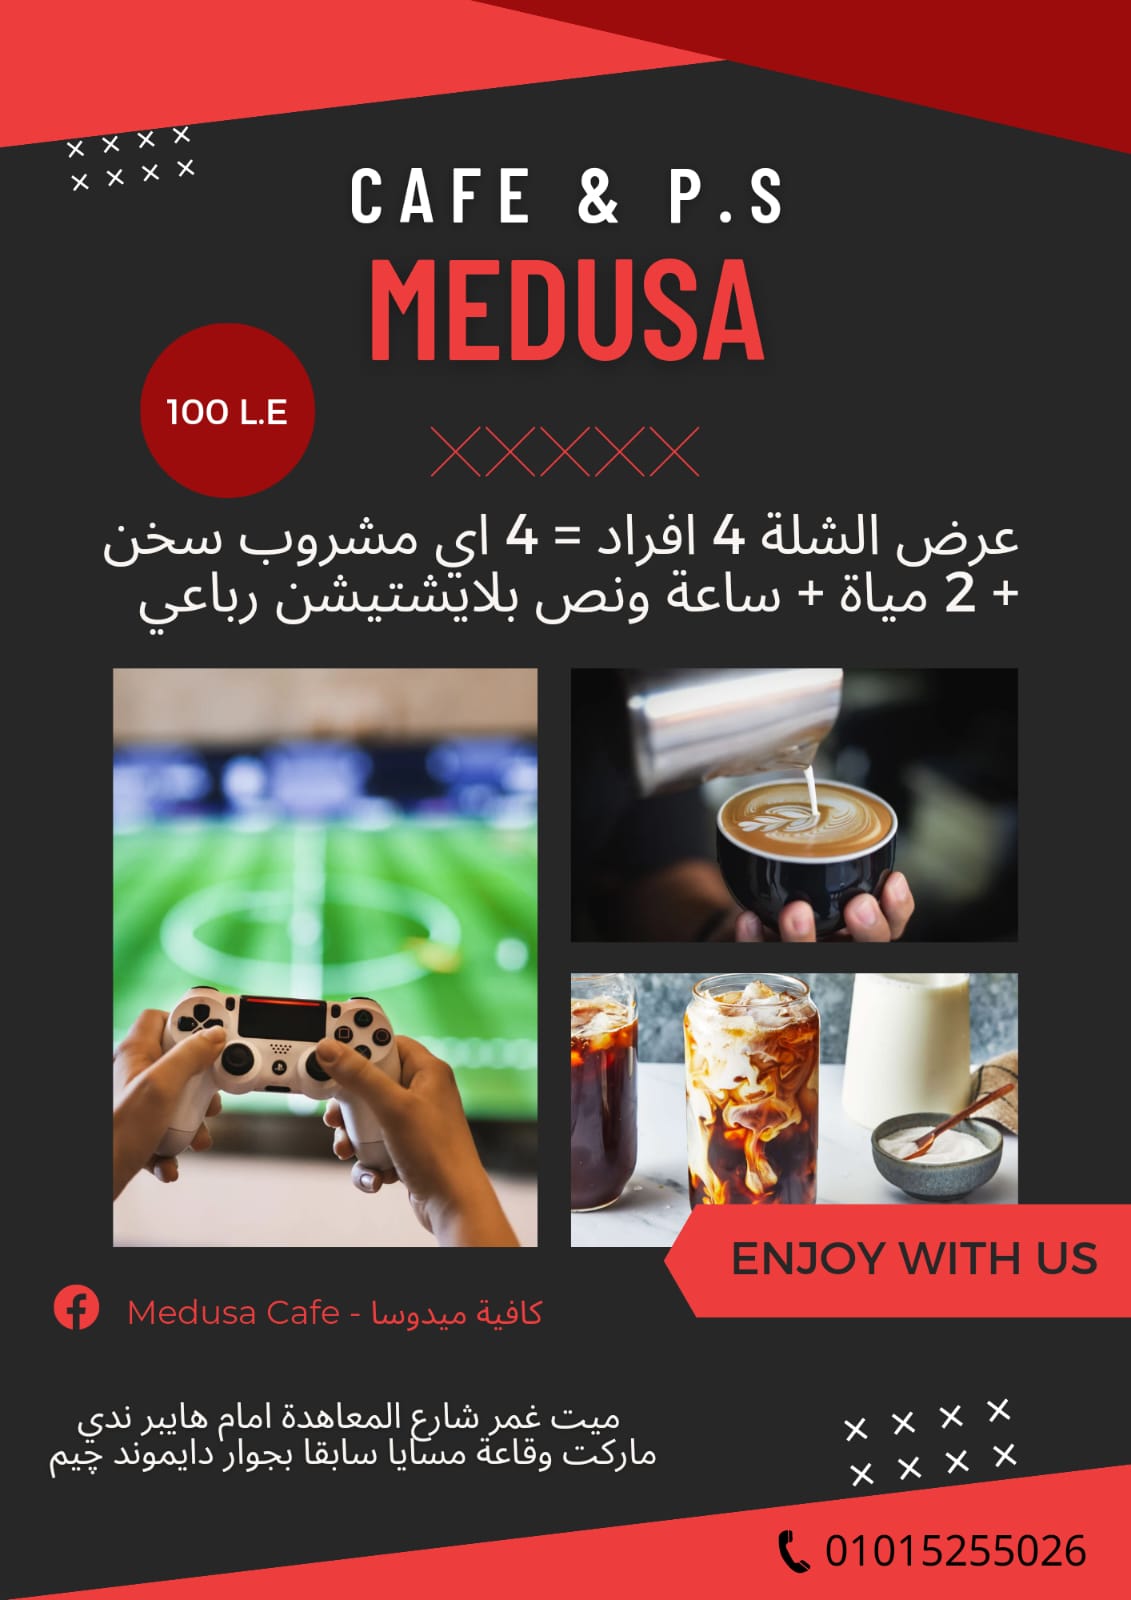 CAFE & P.S
MEDUSA
100 L.E
عرض الشلة 4 افراد = 4 اي مشروب سخن
+ 2 مياة + ساعة ونص بلايشتيشن رباعي
ENJOY WITH US
Medusa Cafe - كافية ميدوسا
ميت غمر شارع المعاهدة امام هايبر ندي
ماركت وقاعة مسايا سابقا بجوار دايموند چيم
01015255026